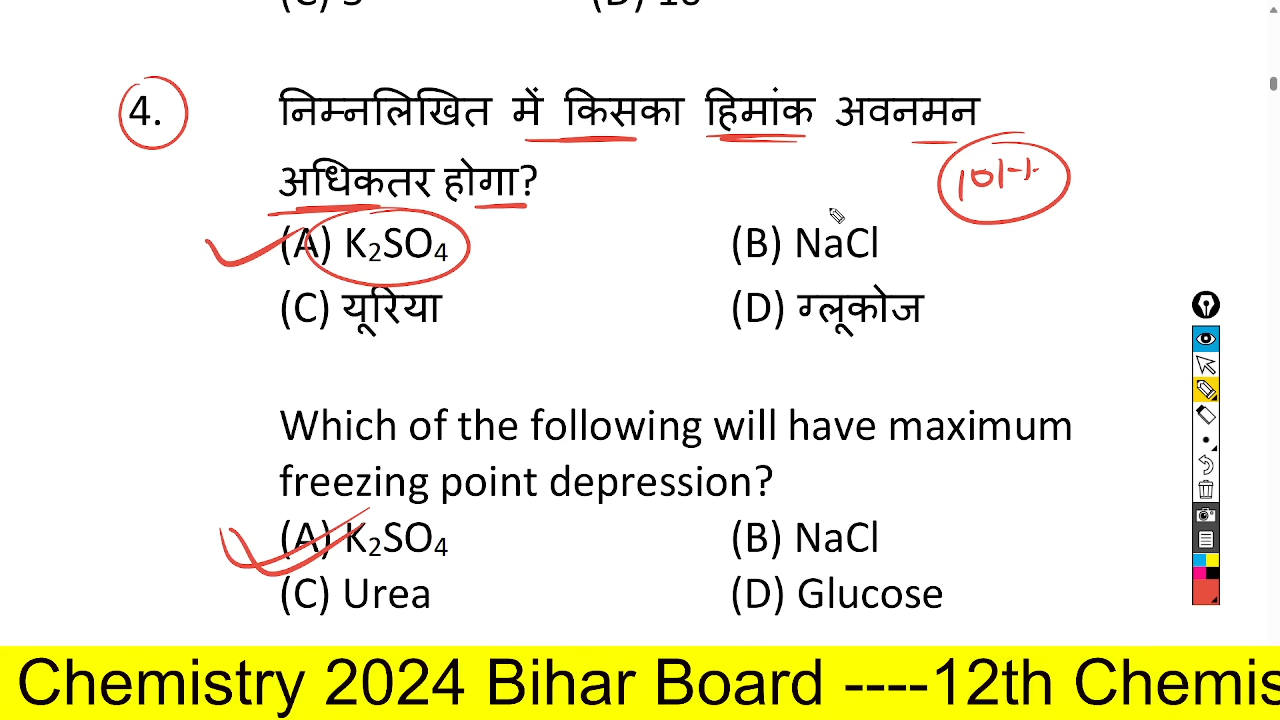 4. निम्नलिखित में किसका हिमांक अवनमन
अधिकतर होगा?
(A) K₂SO₄ (B) NaCl
(C) यूरिया (D) ग्लूकोज
Which of the following will have maximum
freezing point depression?
(A) K₂SO₄ (B) NaCl
(C) Urea (D) Glucose
Chemistry 2024 Bihar Board ----12th Chemis